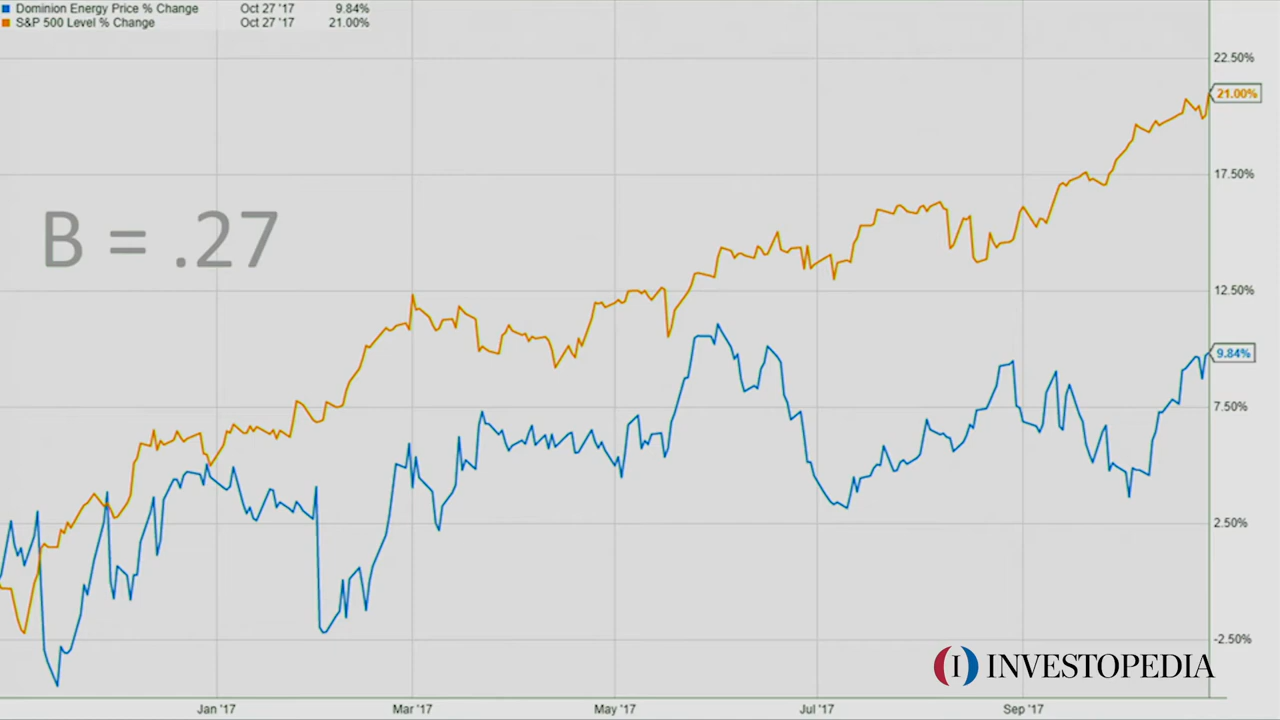 Dominion Energy Price % Change Oct 27 '17 9.84%
S&P 500 Level % Change Oct 27 '17 21.00%
22.50%
21.00%
17.50%
B = .27
12.50%
9.84%
7.50%
2.50%
-2.50%
INVESTOPEDIA
Jan '17 Mar '17 May '17 Jul '17 Sep '17